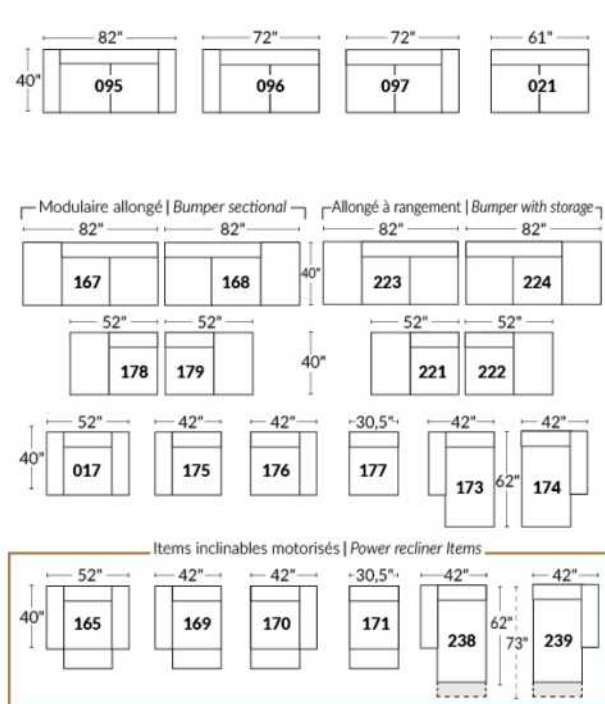 82" 72" 72" 61"
40" 095 096 097 021
Modulaire allongé | Bumper sectional Allongé à rangement | Bumper with storage
82" 82" 82" 82"
167 168 40" 223 224
52" 52" 52" 52"
178 179 40" 221 222
52" 42" 42" 30,5" 42" 42"
40" 017 175 176 177 173 62" 174
Items inclinables motorisés | Power recliner Items
52" 42" 42" 30,5" 42" 42"
40" 165 169 170 171 238 62" 73" 239